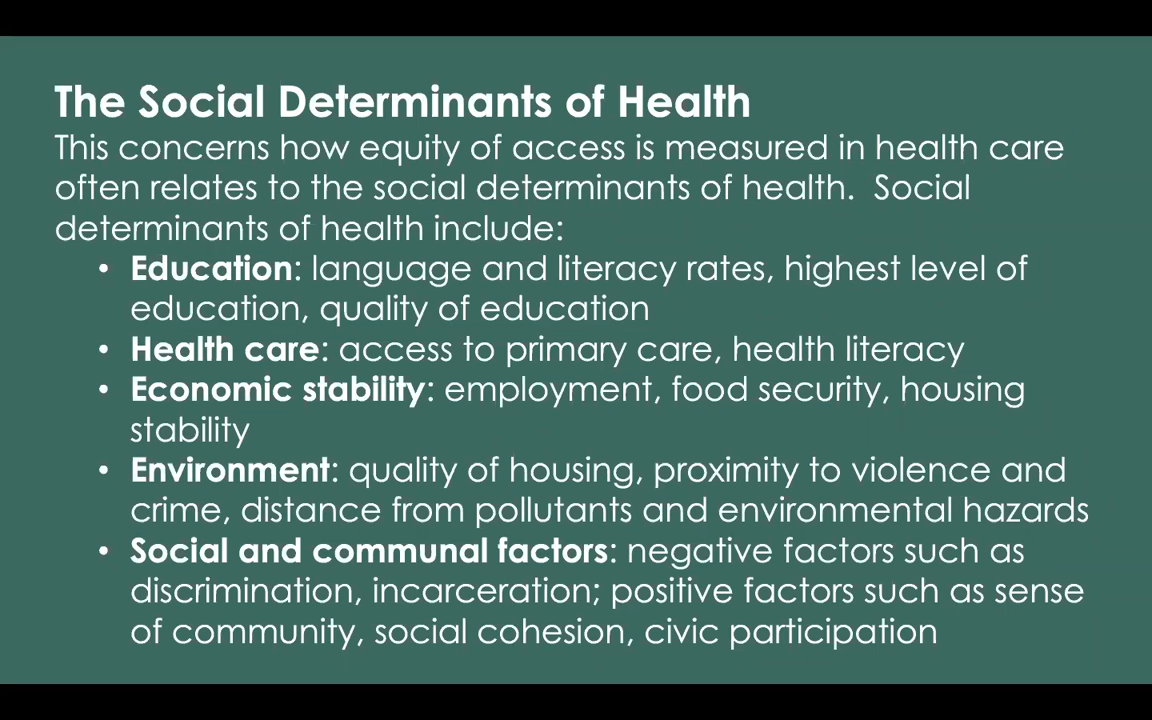 The Social Determinants of Health
This concerns how equity of access is measured in health care
often relates to the social determinants of health.  Social
determinants of health include:
• Education: language and literacy rates, highest level of
education, quality of education
• Health care: access to primary care, health literacy
• Economic stability: employment, food security, housing
stability
• Environment: quality of housing, proximity to violence and
crime, distance from pollutants and environmental hazards
• Social and communal factors: negative factors such as
discrimination, incarceration; positive factors such as sense
of community, social cohesion, civic participation